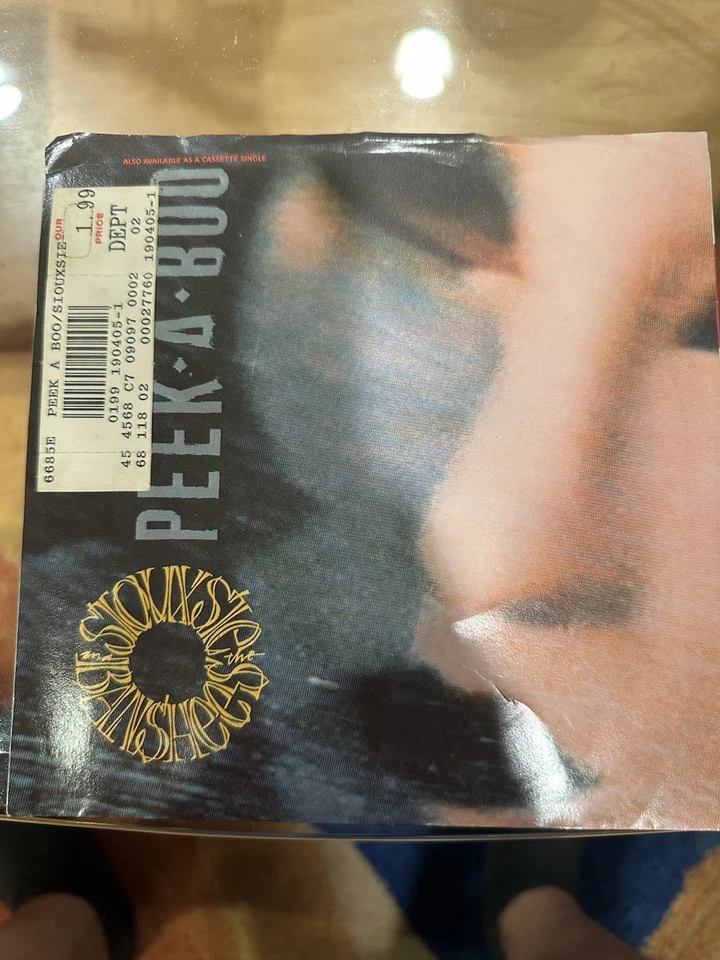 ALSO AVAILABLE AS A CASSETTE SINGLE
6685E PEEK A BOO/SIOUXSIE
OUR
PRICE
1.99
0199 190405-1
DEPT
45 4568 C7 09097 0002 02
68 118 02 00027760 190405-1
PEEK·A·BOO
SIOUXSIE
and the
BANSHEES